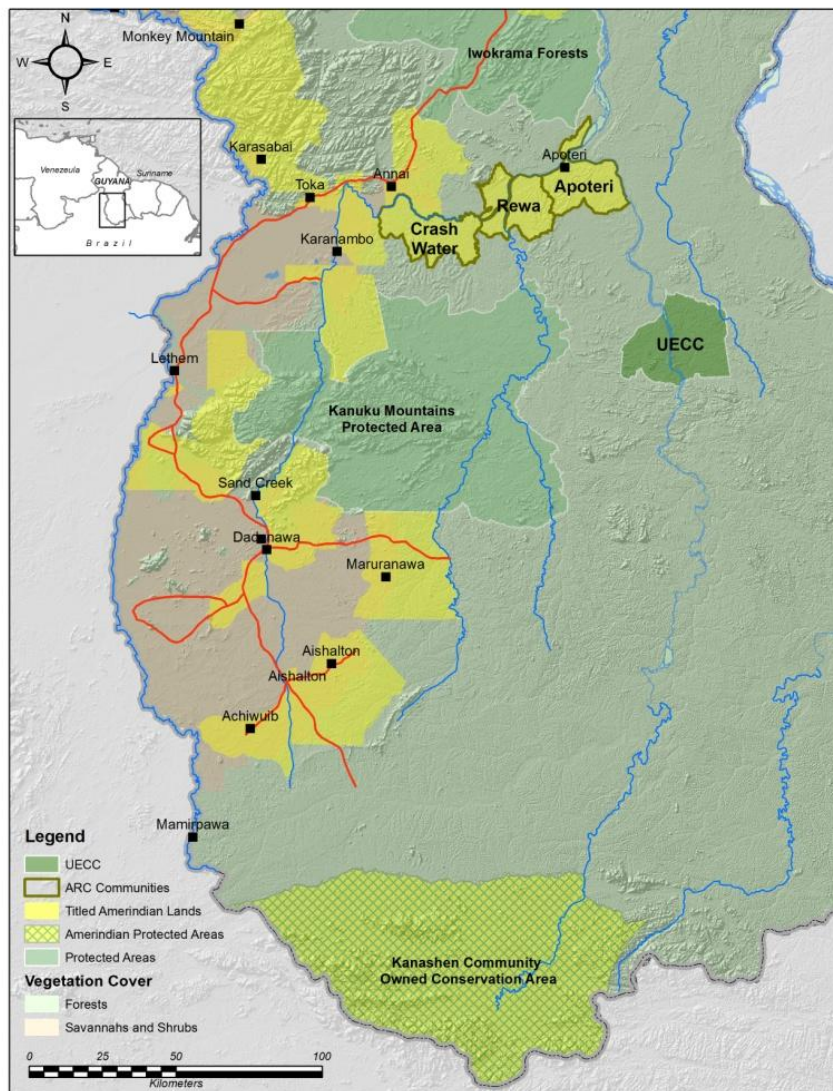 Monkey Mountain
Iwokrama Forests
N
W E
S
Karasabai
Apoteri
Annai
Toka
Apoteri
Rewa
Crash
Water
Karanambo
Venezeula
GUYANA
Suriname
Brazil
UECC
Lethem
Kanuku Mountains
Protected Area
Sand Creek
Dadanawa
Maruranawa
Aishalton
Aishalton
Achiwuib
Mamirpawa
Legend
UECC
ARC Communities
Titled Amerindian Lands
Amerindian Protected Areas
Protected Areas
Vegetation Cover
Forests
Savannahs and Shrubs
Kanashen Community
Owned Conservation Area
0 25 50 100
Kilometers